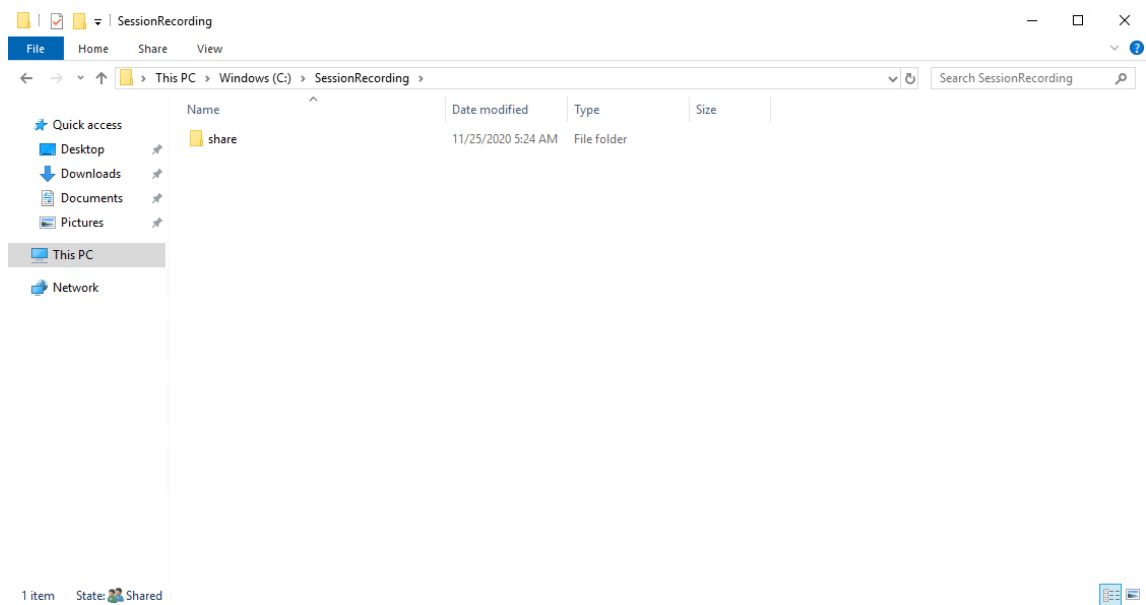 SessionRecording
File Home Share View
This PC > Windows (C:) > SessionRecording >
Search SessionRecording
Name Date modified Type Size
share 11/25/2020 5:24 AM File folder
Quick access
Desktop
Downloads
Documents
Pictures
This PC
Network
1 item State: Shared